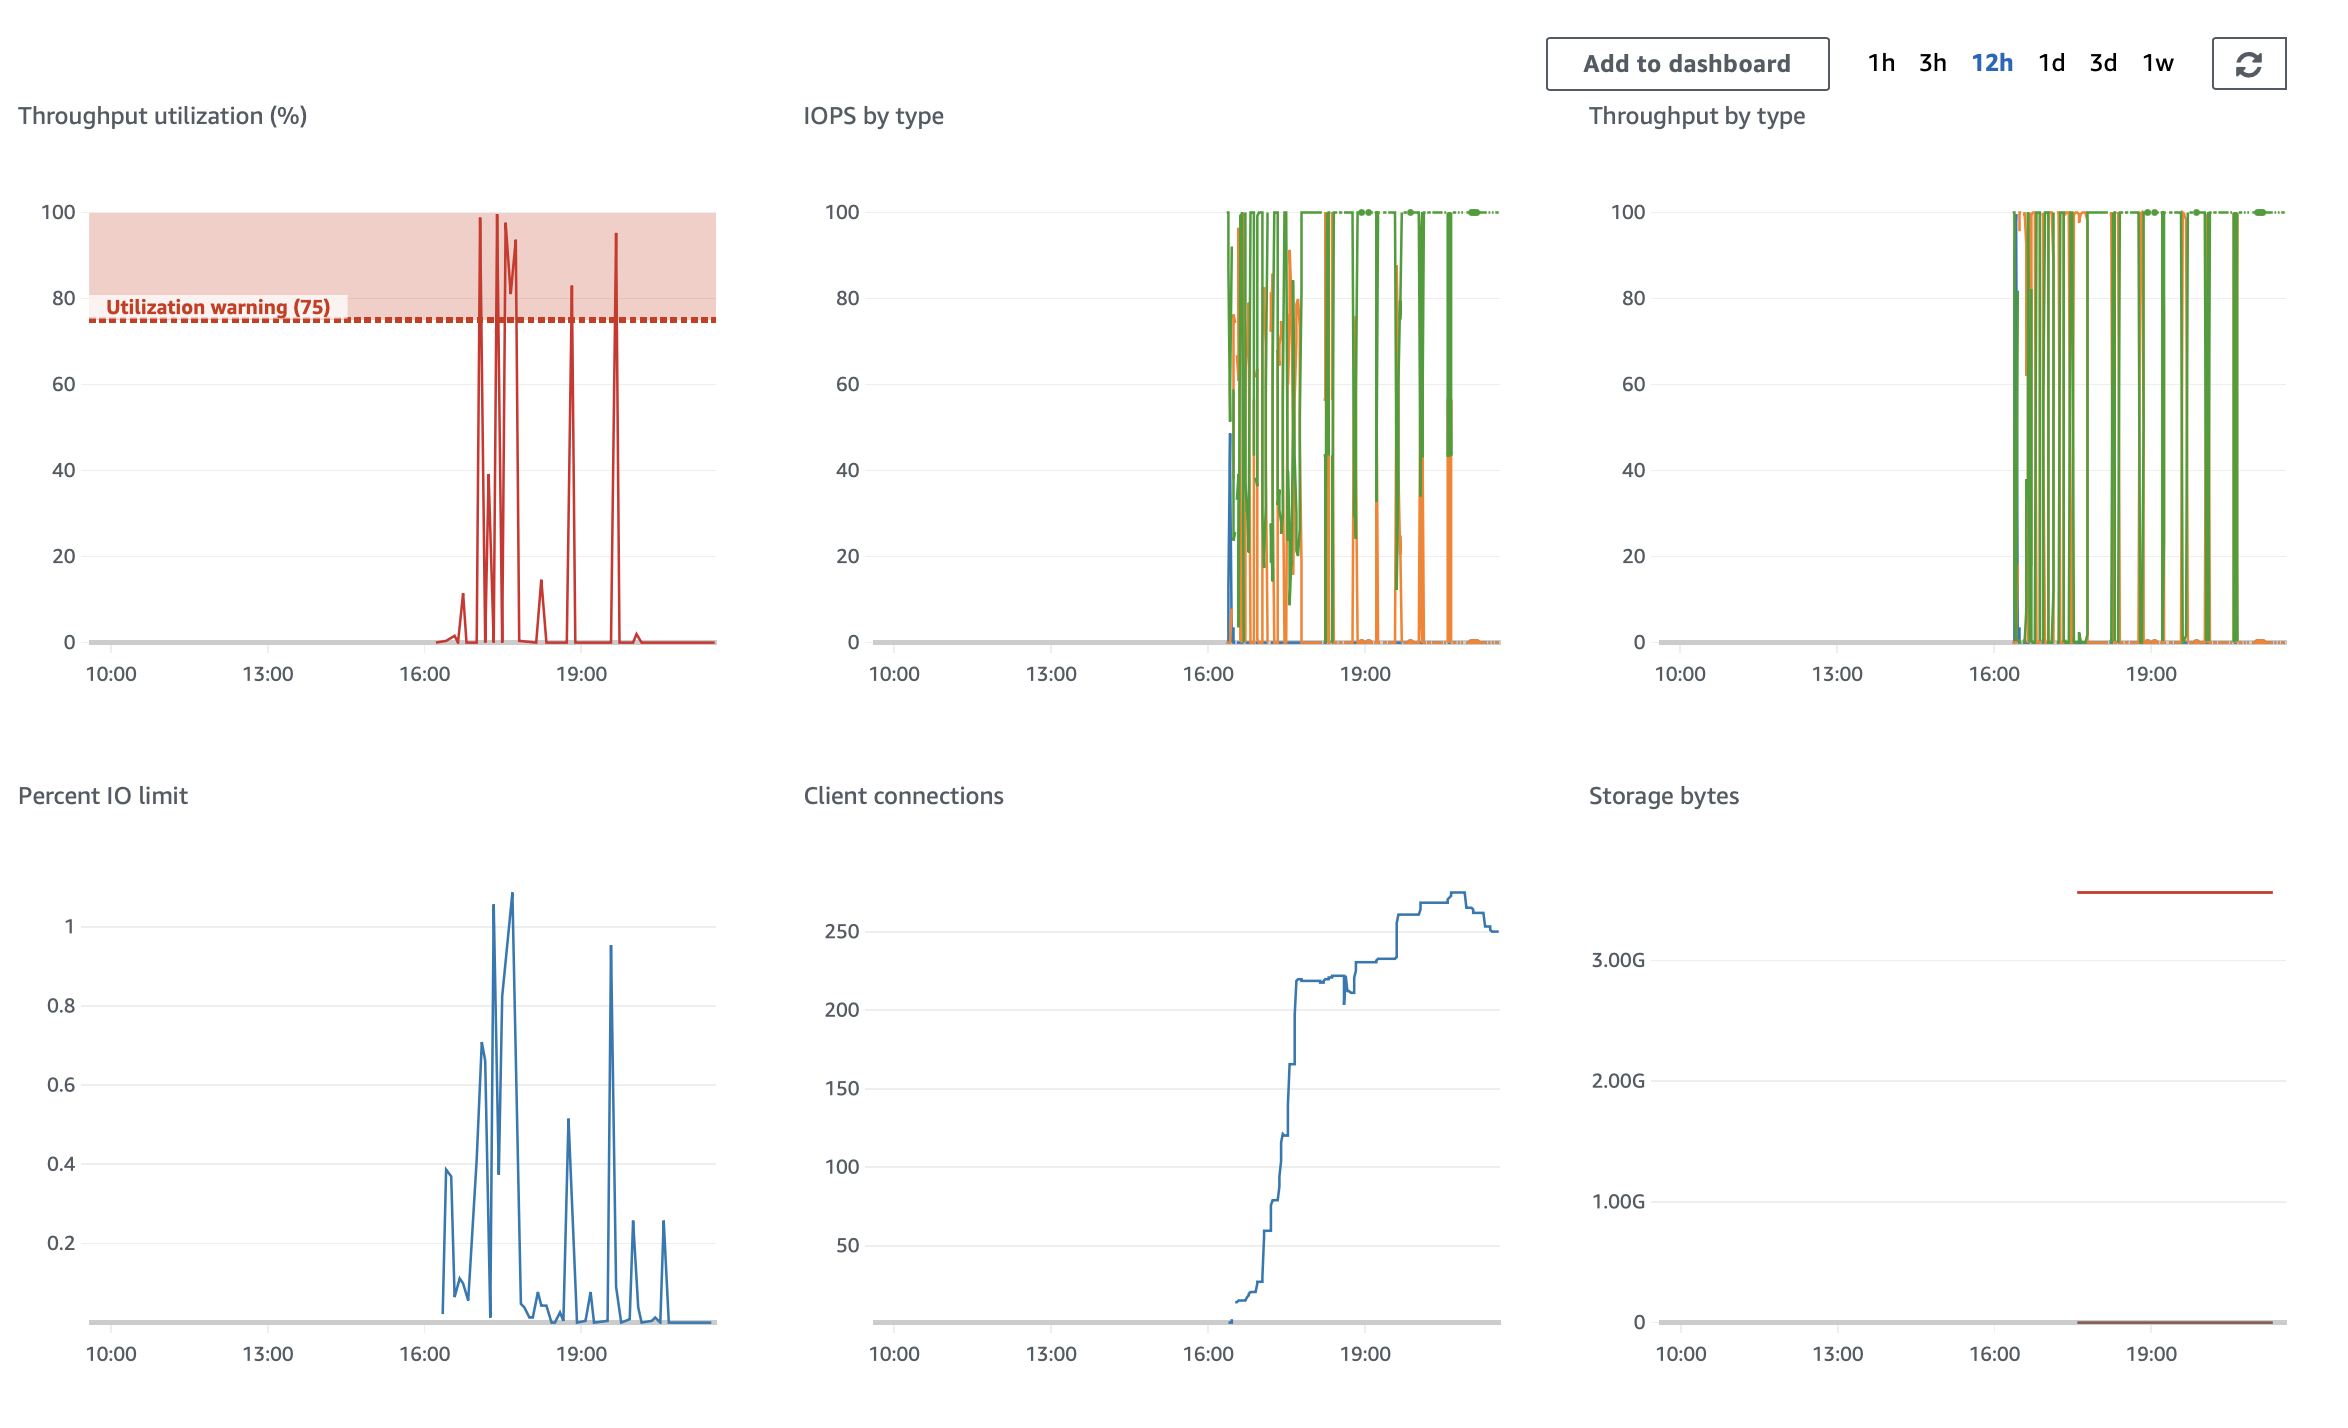 Add to dashboard 1h 3h 12h 1d 3d 1w
Throughput utilization (%)
100
80
Utilization warning (75)
60
40
20
0
10:00 13:00 16:00 19:00
IOPS by type
100
80
60
40
20
0
10:00 13:00 16:00 19:00
Throughput by type
100
80
60
40
20
0
10:00 13:00 16:00 19:00
Percent IO limit
1
0.8
0.6
0.4
0.2
10:00 13:00 16:00 19:00
Client connections
250
200
150
100
50
10:00 13:00 16:00 19:00
Storage bytes
3.00G
2.00G
1.00G
0
10:00 13:00 16:00 19:00